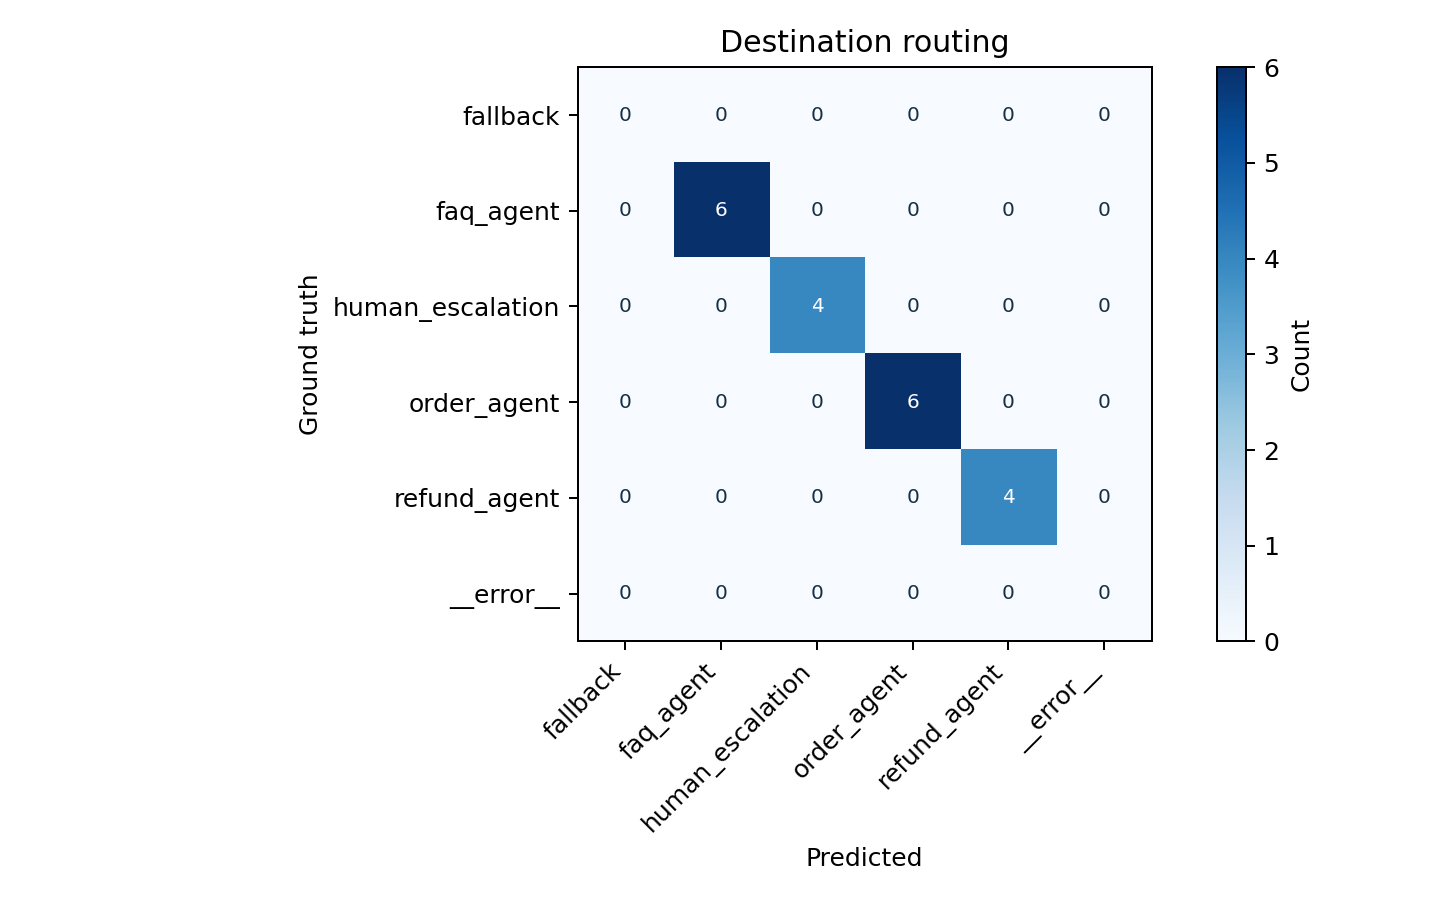 Destination routing
fallback 0 0 0 0 0 0
faq_agent 0 6 0 0 0 0
human_escalation 0 0 4 0 0 0
order_agent 0 0 0 6 0 0
refund_agent 0 0 0 0 4 0
__error__ 0 0 0 0 0 0
Ground truth
fallback
faq_agent
human_escalation
order_agent
refund_agent
__error__
Predicted
6
5
4
3
2
1
0
Count